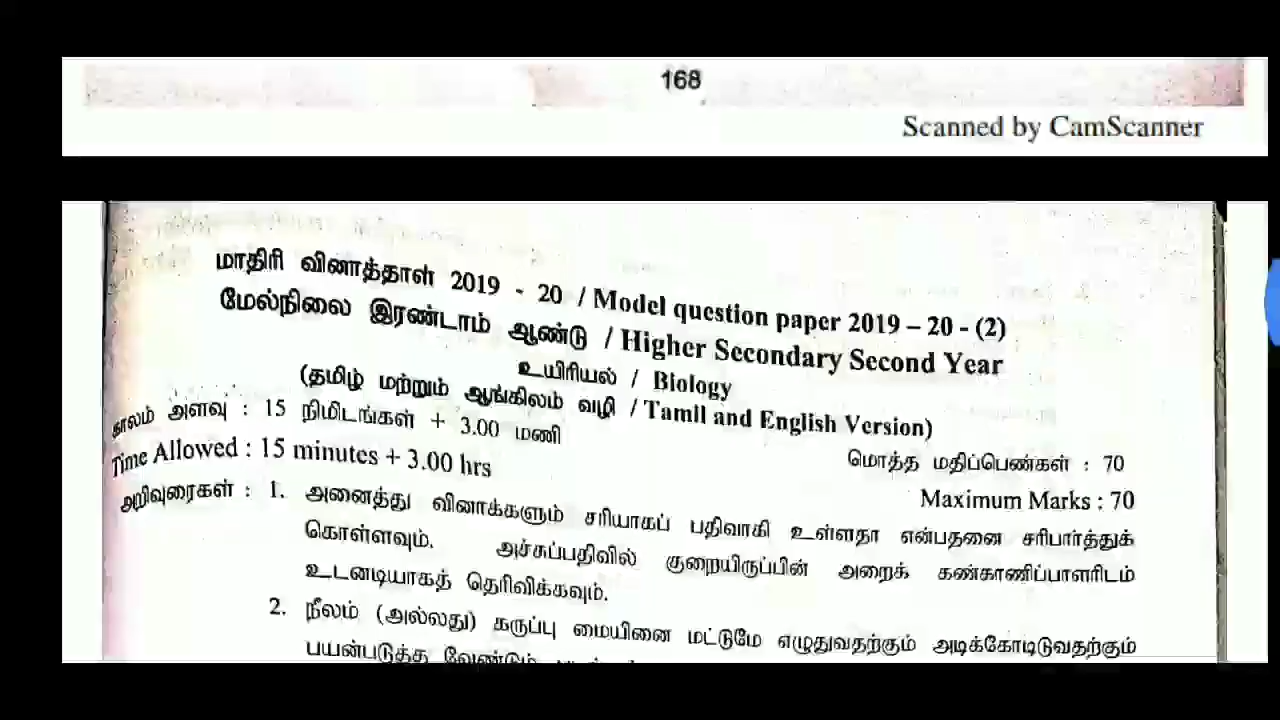 168
Scanned by CamScanner
மாதிரி வினாத்தாள் 2019 - 20 / Model question paper 2019 – 20 - (2)
மேல்நிலை இரண்டாம் ஆண்டு / Higher Secondary Second Year
உயிரியல் / Biology
(தமிழ் மற்றும் ஆங்கிலம் வழி / Tamil and English Version)
காலம் அளவு : 15 நிமிடங்கள் + 3.00 மணி
மொத்த மதிப்பெண்கள் : 70
Time Allowed : 15 minutes + 3.00 hrs
Maximum Marks : 70
அறிவுரைகள் : 1. அனைத்து வினாக்களும் சரியாகப் பதிவாகி உள்ளதா என்பதனை சரிபார்த்துக்
கொள்ளவும். அச்சுப்பதிவில் குறையிருப்பின் அறைக் கண்காணிப்பாளரிடம்
உடனடியாகத் தெரிவிக்கவும்.
2. நீலம் (அல்லது) கருப்பு மையினை மட்டுமே எழுதுவதற்கும் அடிக்கோடிடுவதற்கும்
பயன்படுத்த வேண்டும்